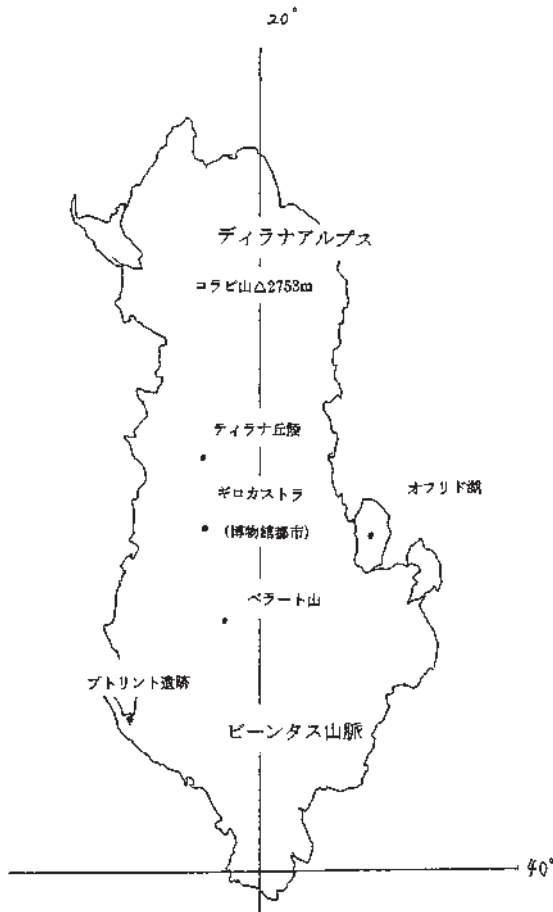 20°
ディラナアルプス
コラビ山△2753m
ティラナ丘陵
ギロカストラ
(博物館都市)
オフリド湖
ベラート山
ブトリント遺跡
ピーンタス山脈
40°